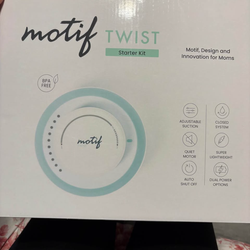 motif TWIST
Starter Kit
Motif, Design and
Innovation for Moms
BPA
FREE
motif
ADJUSTABLE
SUCTION
CLOSED
SYSTEM
QUIET
MOTOR
SUPER
LIGHTWEIGHT
AUTO
SHUT OFF
DUAL POWER
OPTIONS